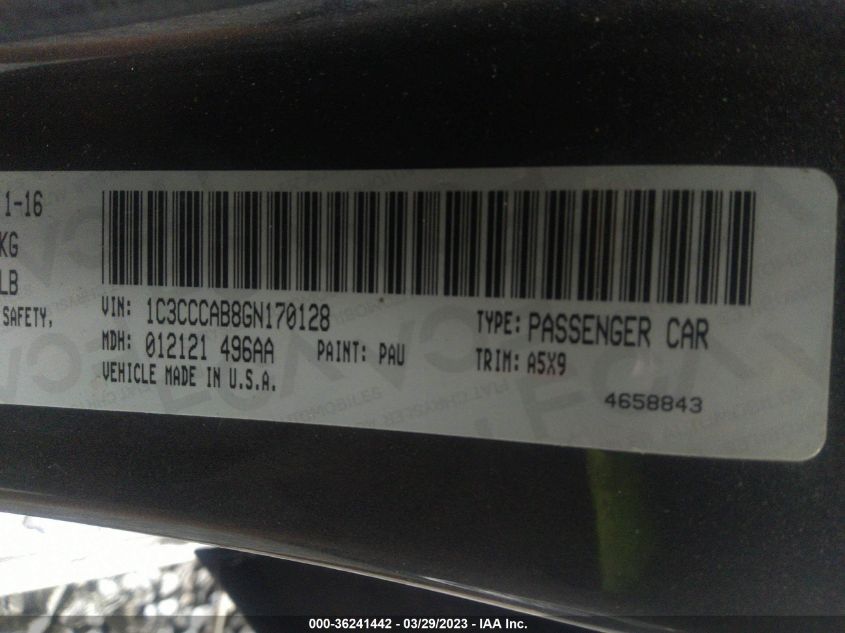 1-16
KG
LB
SAFETY,
VIN: 1C3CCCAB8GN170128
TYPE: PASSENGER CAR
MDH: 012121 496AA PAINT: PAU
TRIM: A5X9
VEHICLE MADE IN U.S.A.
4658843
000-36241442 - 03/29/2023 - IAA Inc.